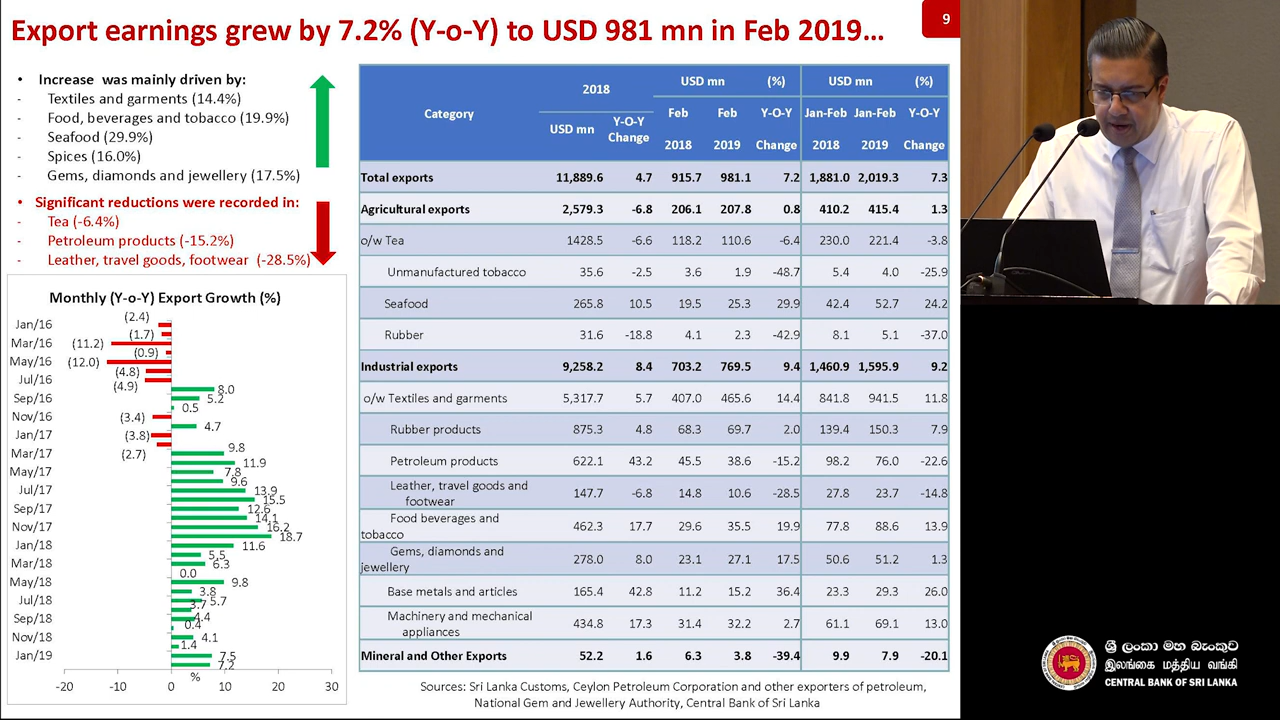 Export earnings grew by 7.2% (Y-o-Y) to USD 981 mn in Feb 2019…
9
• Increase was mainly driven by:
- Textiles and garments (14.4%)
- Food, beverages and tobacco (19.9%)
- Seafood (29.9%)
- Spices (16.0%)
- Gems, diamonds and jewellery (17.5%)
• Significant reductions were recorded in:
- Tea (-6.4%)
- Petroleum products (-15.2%)
- Leather, travel goods, footwear (-28.5%)
Monthly (Y-o-Y) Export Growth (%)
Jan/16 (2.4)
(1.7)
Mar/16 (11.2)
(0.9)
May/16 (12.0)
(4.8)
Jul/16 (4.9)
8.0
Sep/16 5.2
0.5
Nov/16 (3.4)
4.7
Jan/17 (3.8)
(2.7)
Mar/17 9.8
11.9
May/17 7.8
9.6
Jul/17 13.9
15.5
Sep/17 12.6
14.1
Nov/17 16.2
18.7
Jan/18 11.6
5.5
Mar/18 6.3
0.0
May/18 9.8
3.8
Jul/18 5.7
3.7
Sep/18 4.4
0.4
Nov/18 4.1
1.4
Jan/19 7.5
7.2
-20 -10 0 10 20 30
%
Category 2018 USD mn (%) USD mn (%)
USD mn Y-O-Y Change Feb 2018 Feb 2019 Y-O-Y Change Jan-Feb 2018 Jan-Feb 2019 Y-O-Y Change
Total exports 11,889.6 4.7 915.7 981.1 7.2 1,881.0 2,019.3 7.3
Agricultural exports 2,579.3 -6.8 206.1 207.8 0.8 410.2 415.4 1.3
o/w Tea 1428.5 -6.6 118.2 110.6 -6.4 230.0 221.4 -3.8
Unmanufactured tobacco 35.6 -2.5 3.6 1.9 -48.7 5.4 4.0 -25.9
Seafood 265.8 10.5 19.5 25.3 29.9 42.4 52.7 24.2
Rubber 31.6 -18.8 4.1 2.3 -42.9 8.1 5.1 -37.0
Industrial exports 9,258.2 8.4 703.2 769.5 9.4 1,460.9 1,595.9 9.2
o/w Textiles and garments 5,317.7 5.7 407.0 465.6 14.4 841.8 941.5 11.8
Rubber products 875.3 4.8 68.3 69.7 2.0 139.4 150.3 7.9
Petroleum products 622.1 43.2 45.5 38.6 -15.2 98.2 76.0 -22.6
Leather, travel goods and footwear 147.7 -6.8 14.8 10.6 -28.5 27.8 23.7 -14.8
Food beverages and tobacco 462.3 17.7 29.6 35.5 19.9 77.8 88.6 13.9
Gems, diamonds and jewellery 278.0 8.0 23.1 27.1 17.5 50.6 51.2 1.3
Base metals and articles 165.4 42.8 11.2 15.2 36.4 23.3 29.3 26.0
Machinery and mechanical appliances 434.8 17.3 31.4 32.2 2.7 61.1 69.1 13.0
Mineral and Other Exports 52.2 1.6 6.3 3.8 -39.4 9.9 7.9 -20.1
Sources: Sri Lanka Customs, Ceylon Petroleum Corporation and other exporters of petroleum,
National Gem and Jewellery Authority, Central Bank of Sri Lanka
ශ්‍රී ලංකා මහ බැංකුව
இலங்கை மத்திய வங்கி
CENTRAL BANK OF SRI LANKA